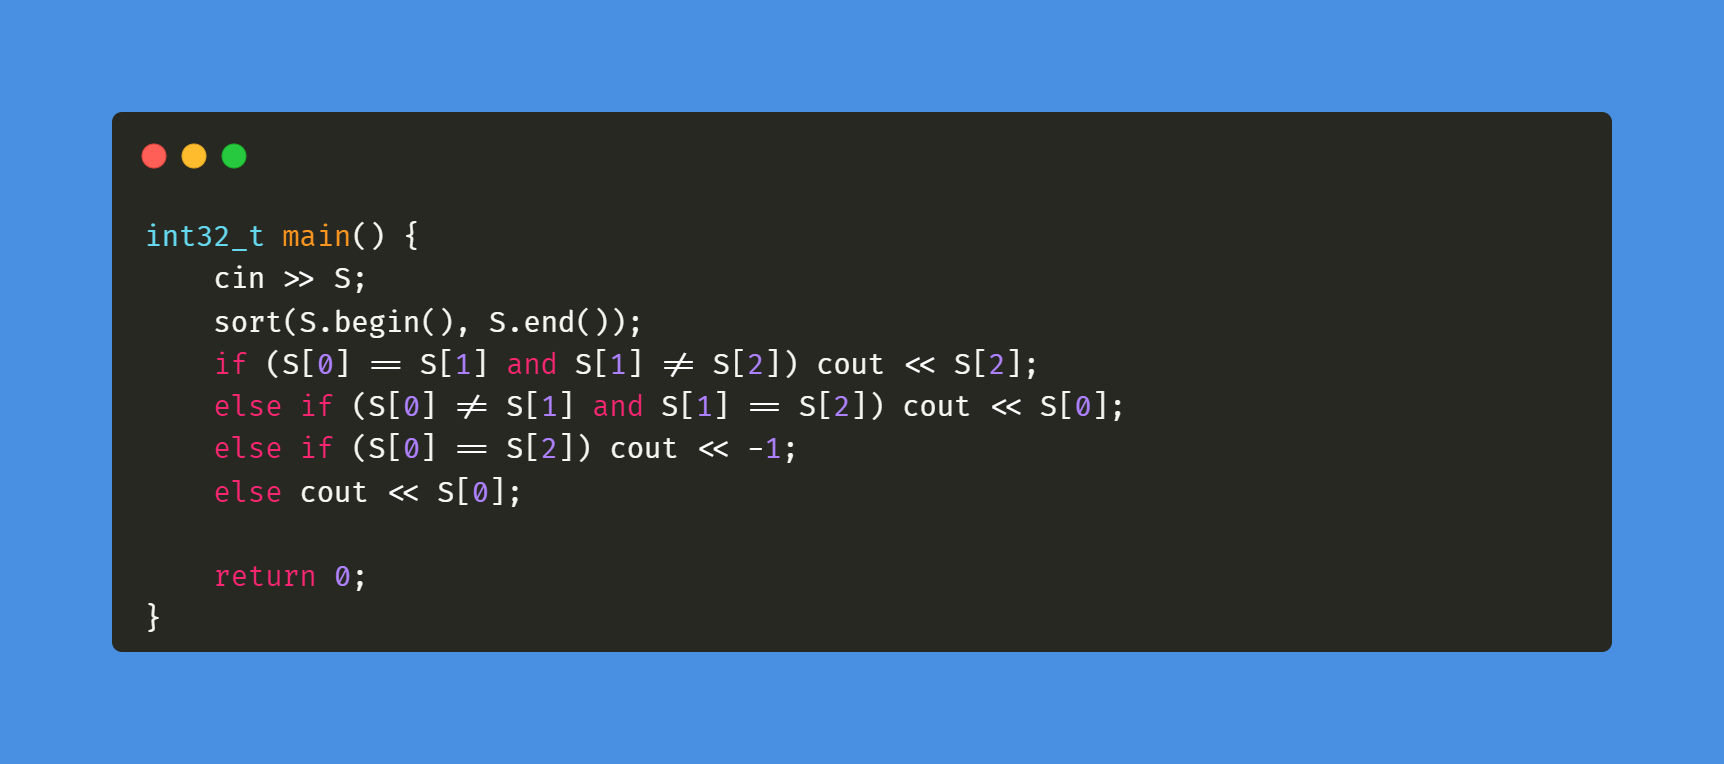 int32_t main() {
    cin >> S;
    sort(S.begin(), S.end());
    if (S[0] == S[1] and S[1] != S[2]) cout << S[2];
    else if (S[0] != S[1] and S[1] == S[2]) cout << S[0];
    else if (S[0] == S[2]) cout << -1;
    else cout << S[0];
    return 0;
}